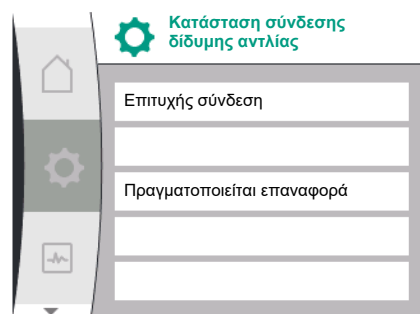 Κατάσταση σύνδεσης
δίδυμης αντλίας
Επιτυχής σύνδεση
Πραγματοποιείται επαναφορά